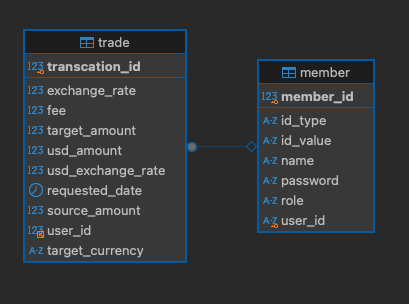 trade
123 transcation_id
123 exchange_rate
123 fee
123 target_amount
123 usd_amount
123 usd_exchange_rate
requested_date
123 source_amount
123 user_id
A-Z target_currency
member
123 member_id
A-Z id_type
A-Z id_value
A-Z name
A-Z password
A-Z role
A-Z user_id